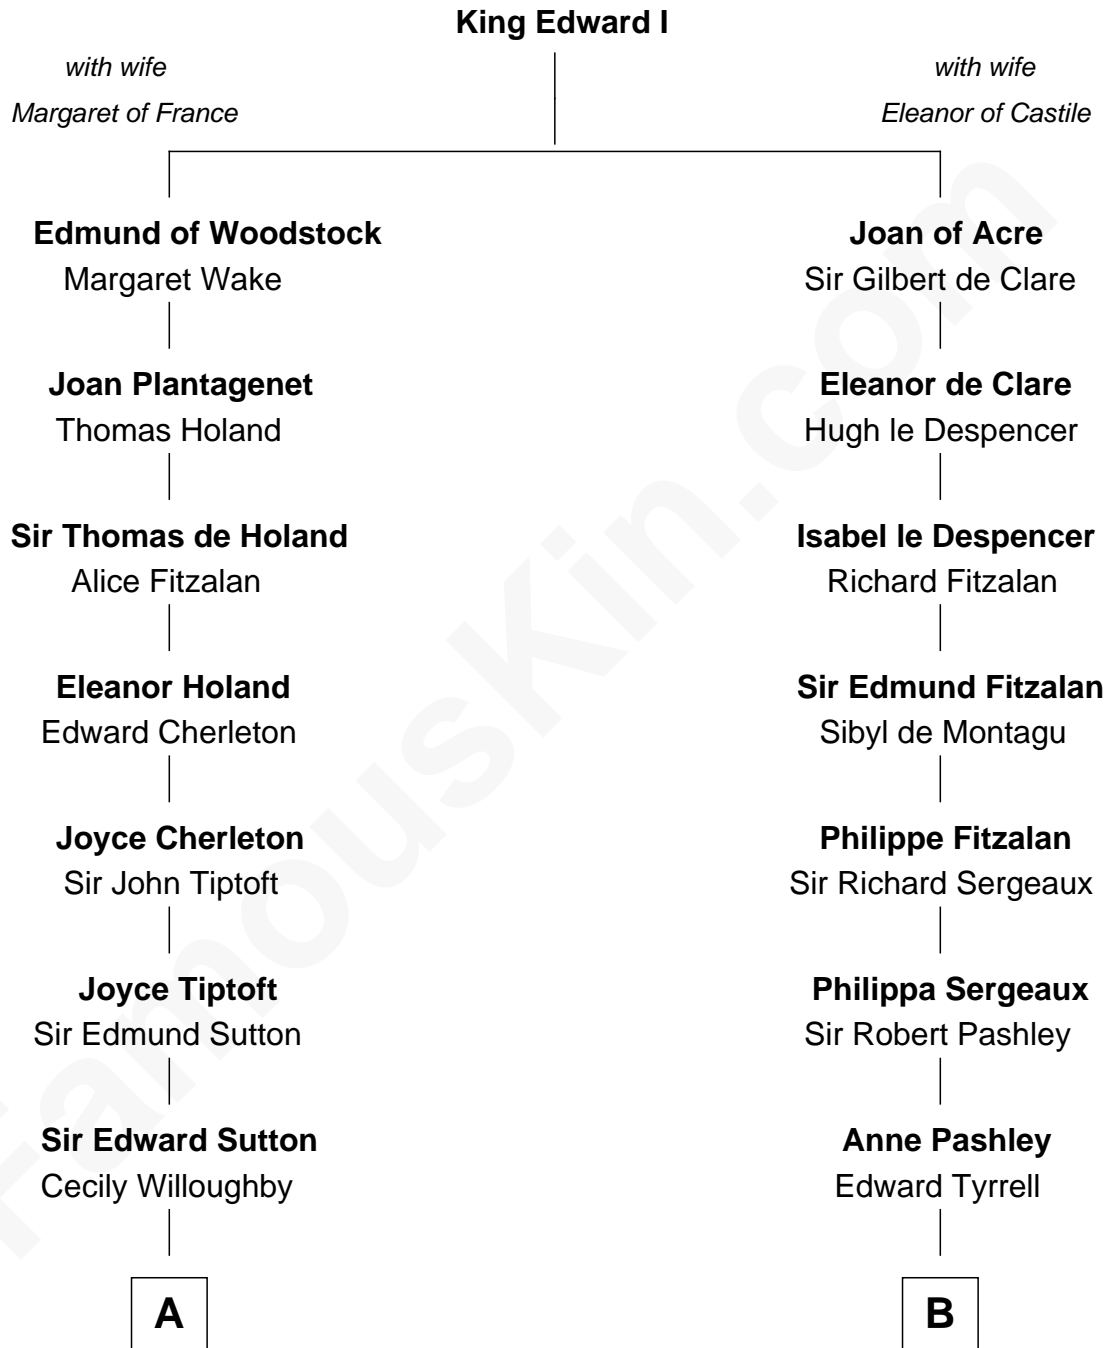 King Edward I
with wife
Margaret of France
with wife
Eleanor of Castile
Edmund of Woodstock
Margaret Wake
Joan of Acre
Sir Gilbert de Clare
Joan Plantagenet
Thomas Holand
Eleanor de Clare
Hugh le Despencer
Sir Thomas de Holand
Alice Fitzalan
Isabel le Despencer
Richard Fitzalan
Eleanor Holand
Edward Cherleton
Sir Edmund Fitzalan
Sibyl de Montagu
Joyce Cherleton
Sir John Tiptoft
Philippe Fitzalan
Sir Richard Sergeaux
Joyce Tiptoft
Sir Edmund Sutton
Philippa Sergeaux
Sir Robert Pashley
Sir Edward Sutton
Cecily Willoughby
Anne Pashley
Edward Tyrrell
A
B
FamousKin.com